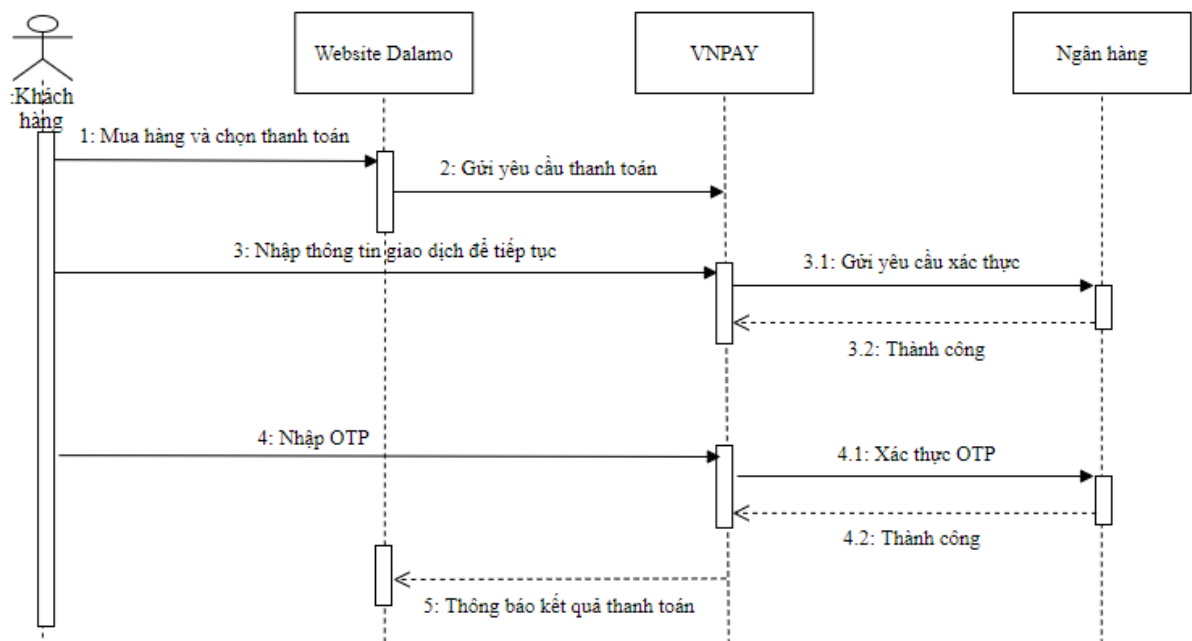 Website Dalamo
VNPAY
Ngân hàng
:Khách
hàng
1: Mua hàng và chọn thanh toán
2: Gửi yêu cầu thanh toán
3: Nhập thông tin giao dịch để tiếp tục
3.1: Gửi yêu cầu xác thực
3.2: Thành công
4: Nhập OTP
4.1: Xác thực OTP
4.2: Thành công
5: Thông báo kết quả thanh toán